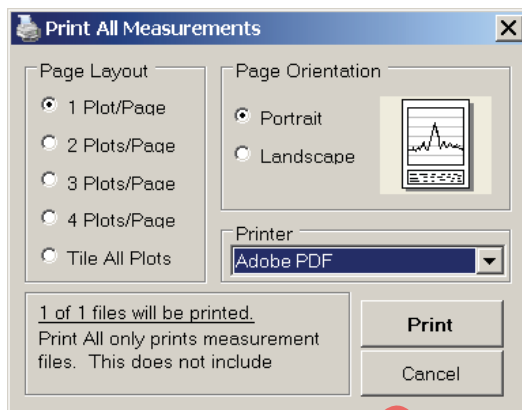 Print All Measurements
Page Layout
1 Plot/Page
2 Plots/Page
3 Plots/Page
4 Plots/Page
Tile All Plots
Page Orientation
Portrait
Landscape
Printer
Adobe PDF
1 of 1 files will be printed.
Print All only prints measurement
files. This does not include
Print
Cancel